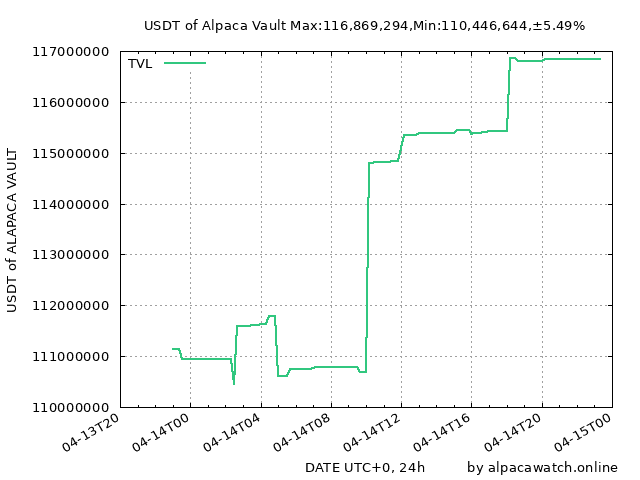 USDT of Alpaca Vault Max:116,869,294,Min:110,446,644,±5.49%
117000000
TVL
116000000
115000000
114000000
113000000
112000000
111000000
110000000
USDT of ALAPACA VAULT
04-13T20
04-14T00
04-14T04
04-14T08
04-14T12
04-14T16
04-14T20
04-15T00
DATE UTC+0, 24h
by alpacawatch.online